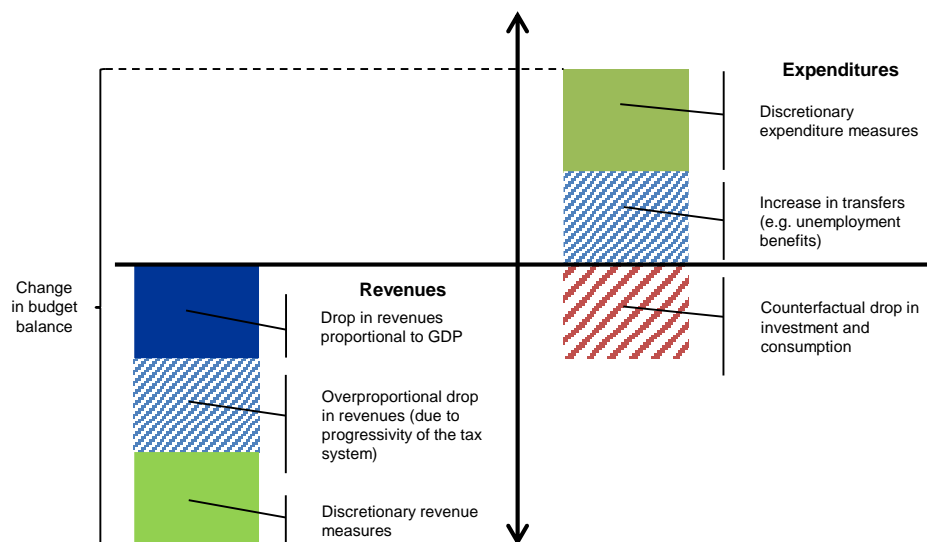 Expenditures
Discretionary
expenditure measures
Increase in transfers
(e.g. unemployment
benefits)
Change
in budget
balance
Revenues
Drop in revenues
proportional to GDP
Counterfactual drop in
investment and
consumption
Overproportional drop
in revenues (due to
progressivity of the tax
system)
Discretionary revenue
measures